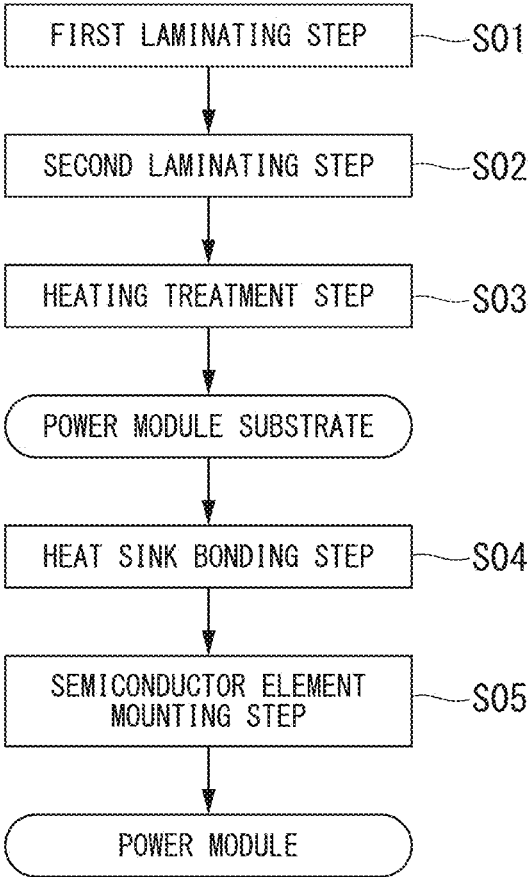 FIRST LAMINATING STEP S01
SECOND LAMINATING STEP S02
HEATING TREATMENT STEP S03
POWER MODULE SUBSTRATE
HEAT SINK BONDING STEP S04
SEMICONDUCTOR ELEMENT
MOUNTING STEP S05
POWER MODULE